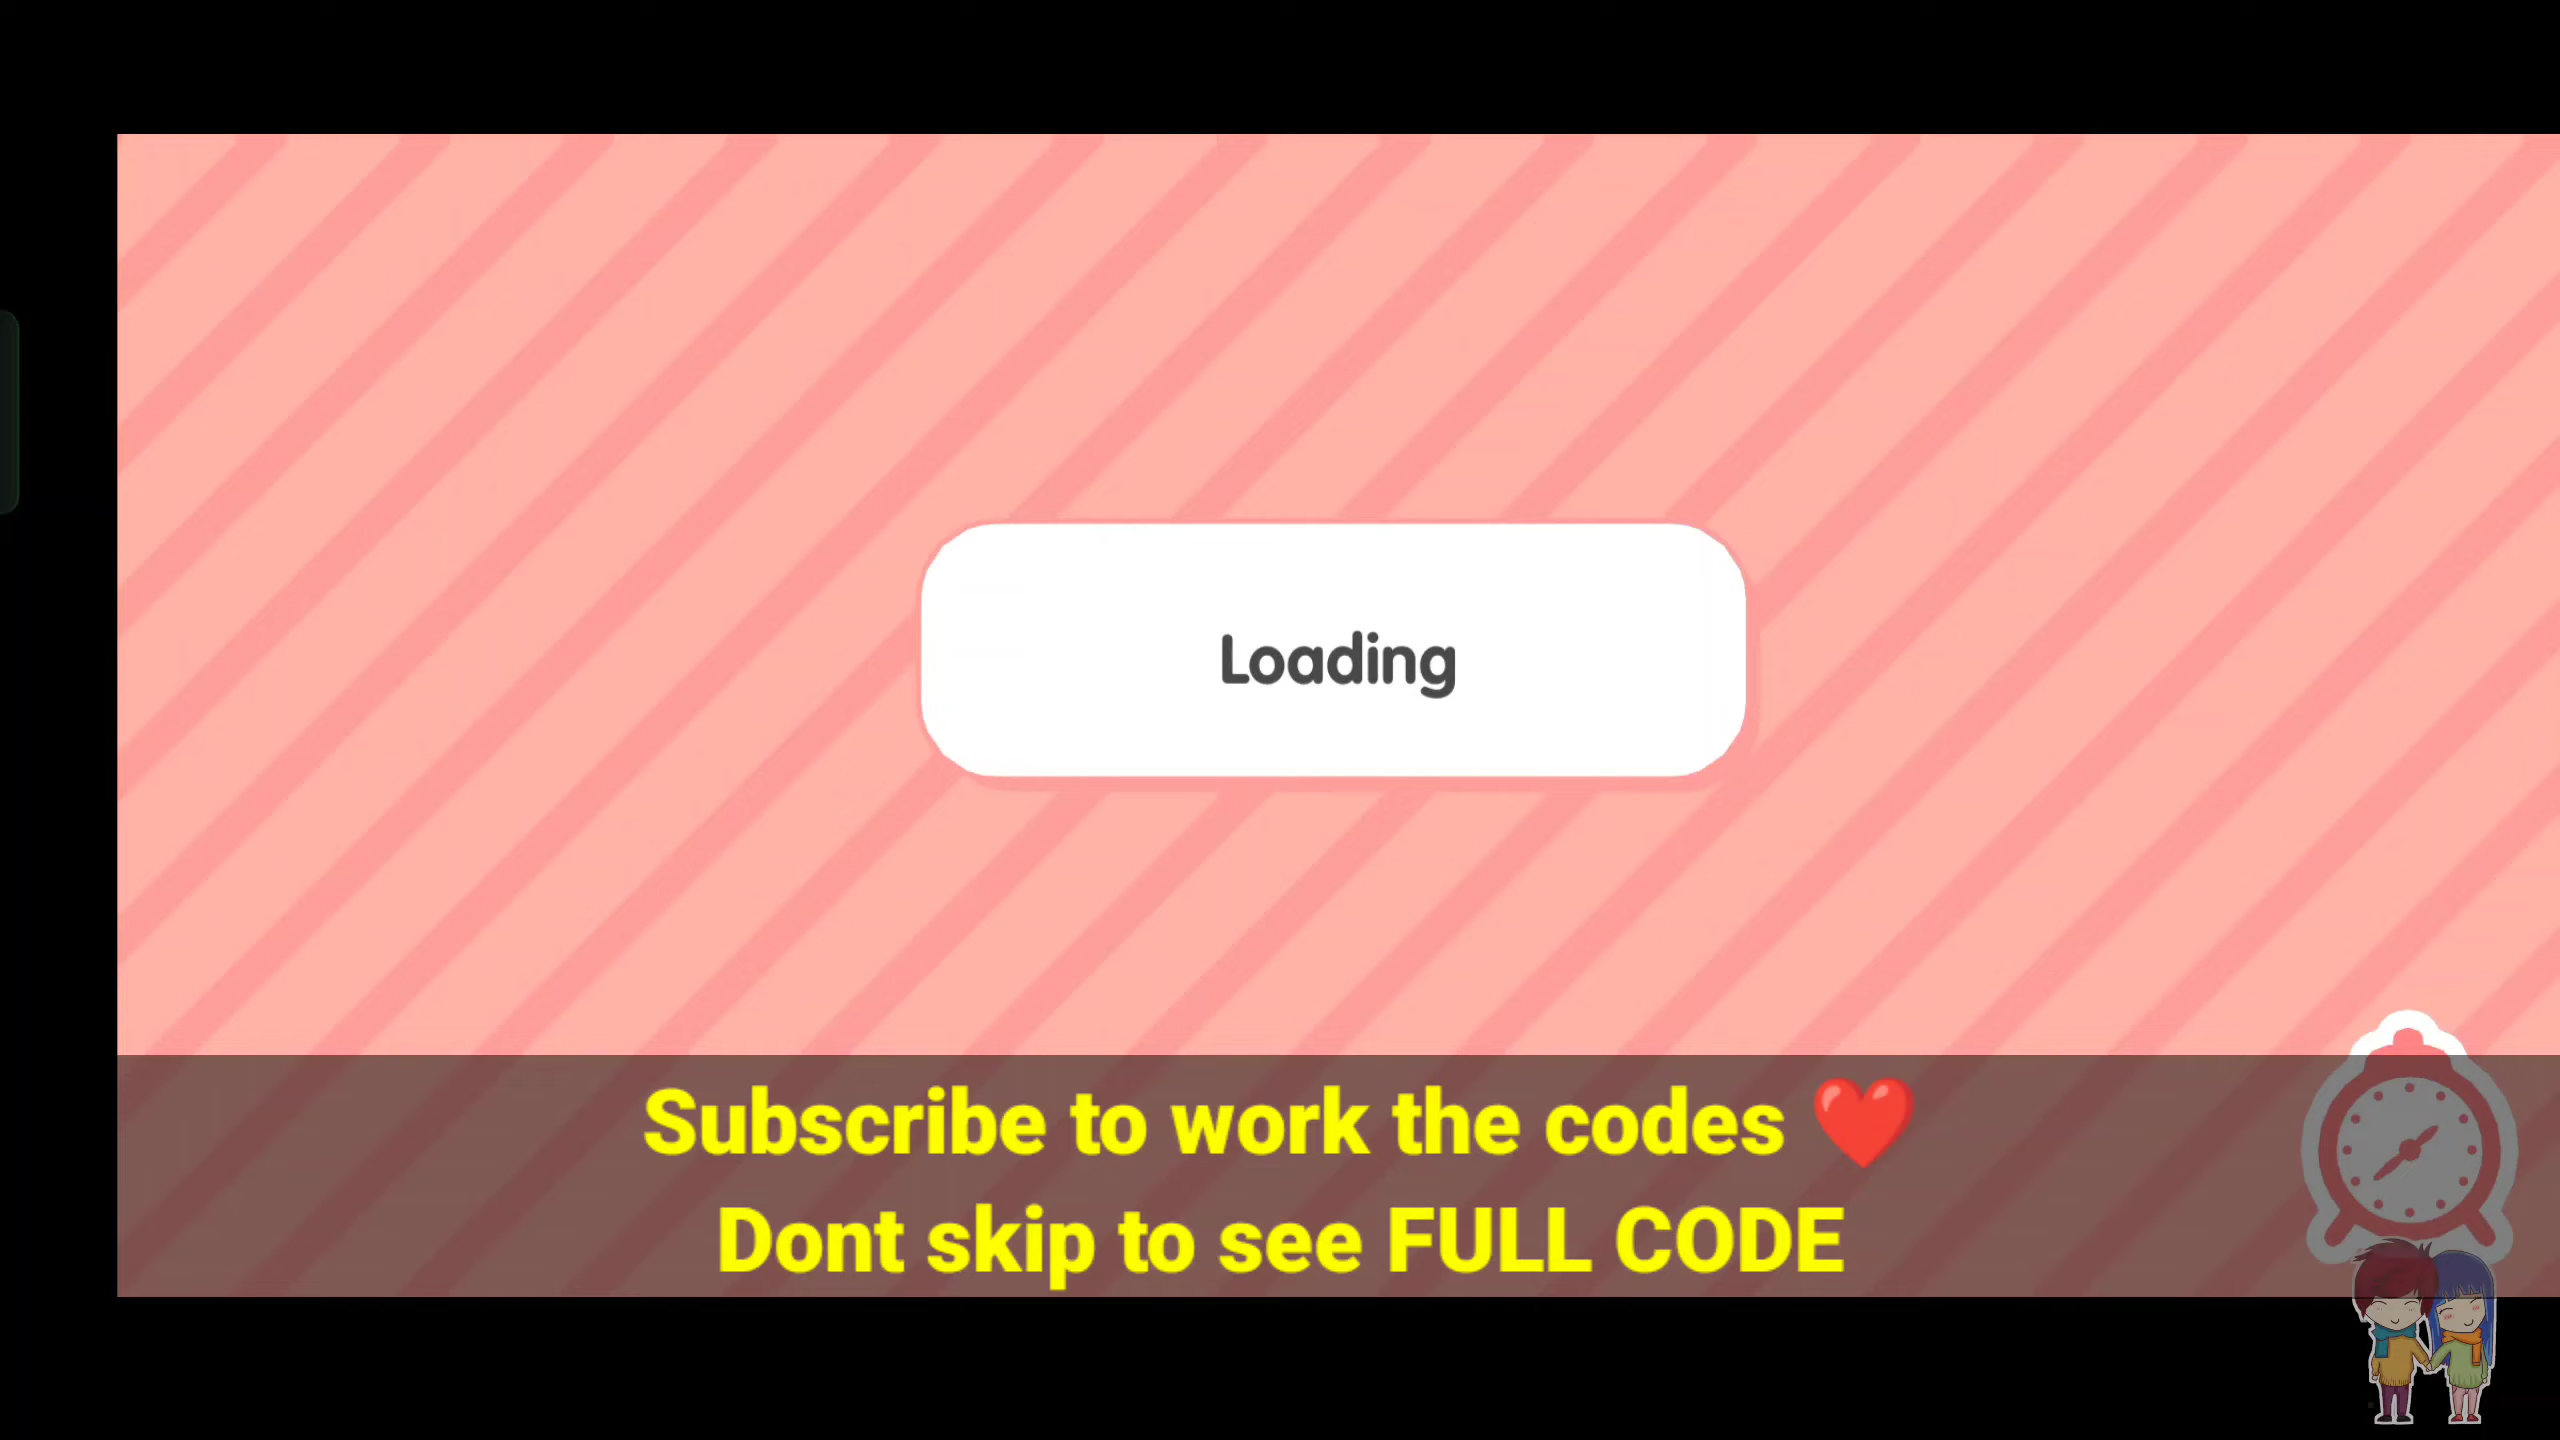 Loading
Subscribe to work the codes ❤️
Dont skip to see FULL CODE